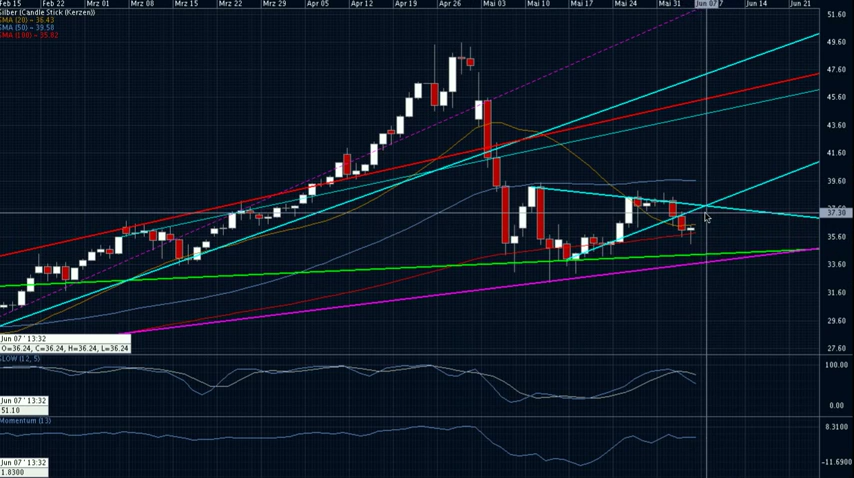 Feb 15 Feb 22 Mrz 01 Mrz 08 Mrz 15 Mrz 22 Mrz 29 Apr 05 Apr 12 Apr 19 Apr 26 Mai 03 Mai 10 Mai 17 Mai 24 Mai 31 Jun 07 Jun 14 Jun 21
Silber (Candle Stick (Kerzen))
SMA (20) = 36.43
SMA (50) = 39.58
SMA (100) = 35.82
51.60
49.60
47.60
45.60
43.60
41.60
39.60
37.30
35.60
33.60
31.60
29.60
27.60
Jun 07 ' 13:32
O=36.24, C=36.24, H=36.24, L=36.24
SLOW (12, 5)
100.00
Jun 07 ' 13:32
0.00
51.10
Momentum (13)
8.3100
Jun 07 ' 13:32
-11.6900
1.8300